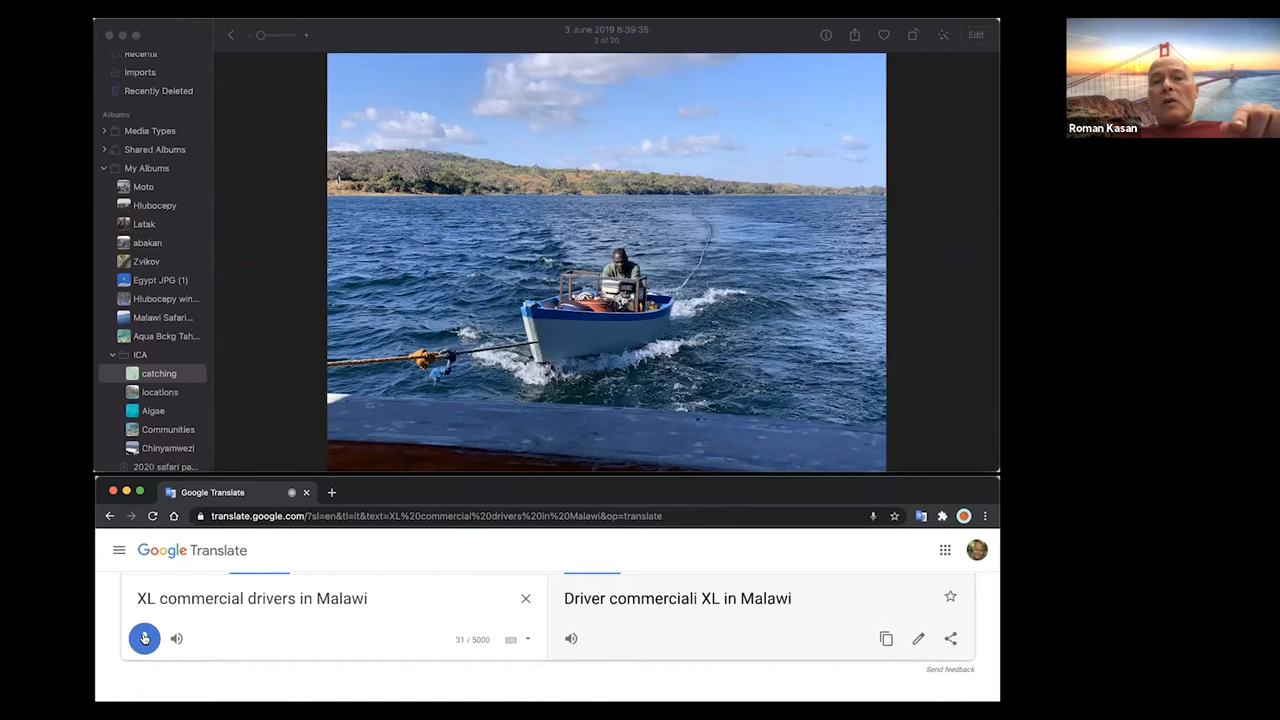 3 June 2019 8:39:35
2 of 20
Edit
Recents
Imports
Recently Deleted
Albums
Media Types
Shared Albums
My Albums
Moto
Hlubocepy
Letak
abakan
Zvikov
Egypt JPG (1)
Hlubocepy win...
Malawi Safari...
Aqua Bckg Tah...
ICA
catching
locations
Algae
Communities
Chinyamwezi
2020 safari pa...
Roman Kasan
Google Translate
translate.google.com/?sl=en&tl=it&text=XL%20commercial%20drivers%20in%20Malawi&op=translate
Google Translate
XL commercial drivers in Malawi
Driver commerciali XL in Malawi
31 / 5000
Send feedback